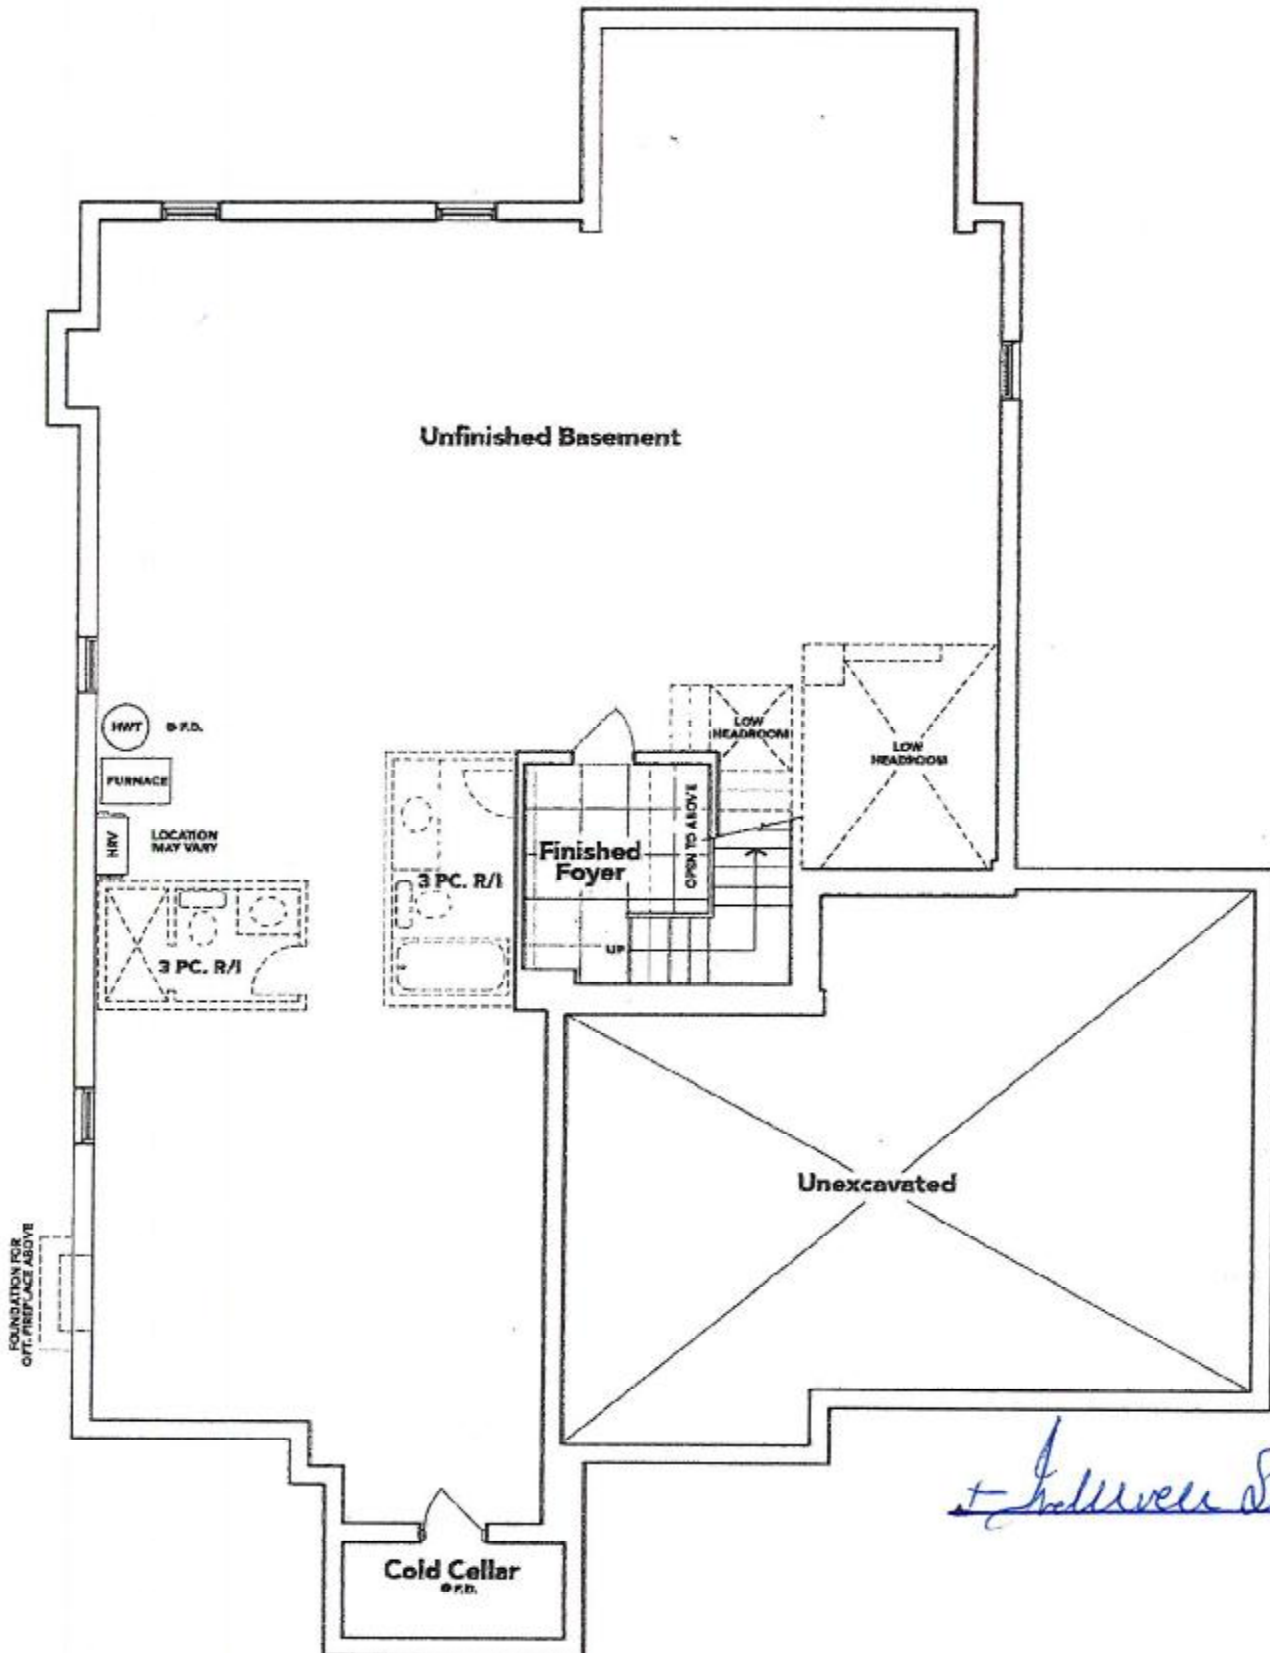 Unfinished Basement
LOW
HEADROOM
LOW
HEADROOM
HWT
F.D.
FURNACE
HRV
LOCATION
MAY VARY
OPEN TO ABOVE
Finished
Foyer
3 PC. R/I
UP
3 PC. R/I
Unexcavated
FOUNDATION FOR
OPT. FIREPLACE ABOVE
Cold Cellar
F.D.